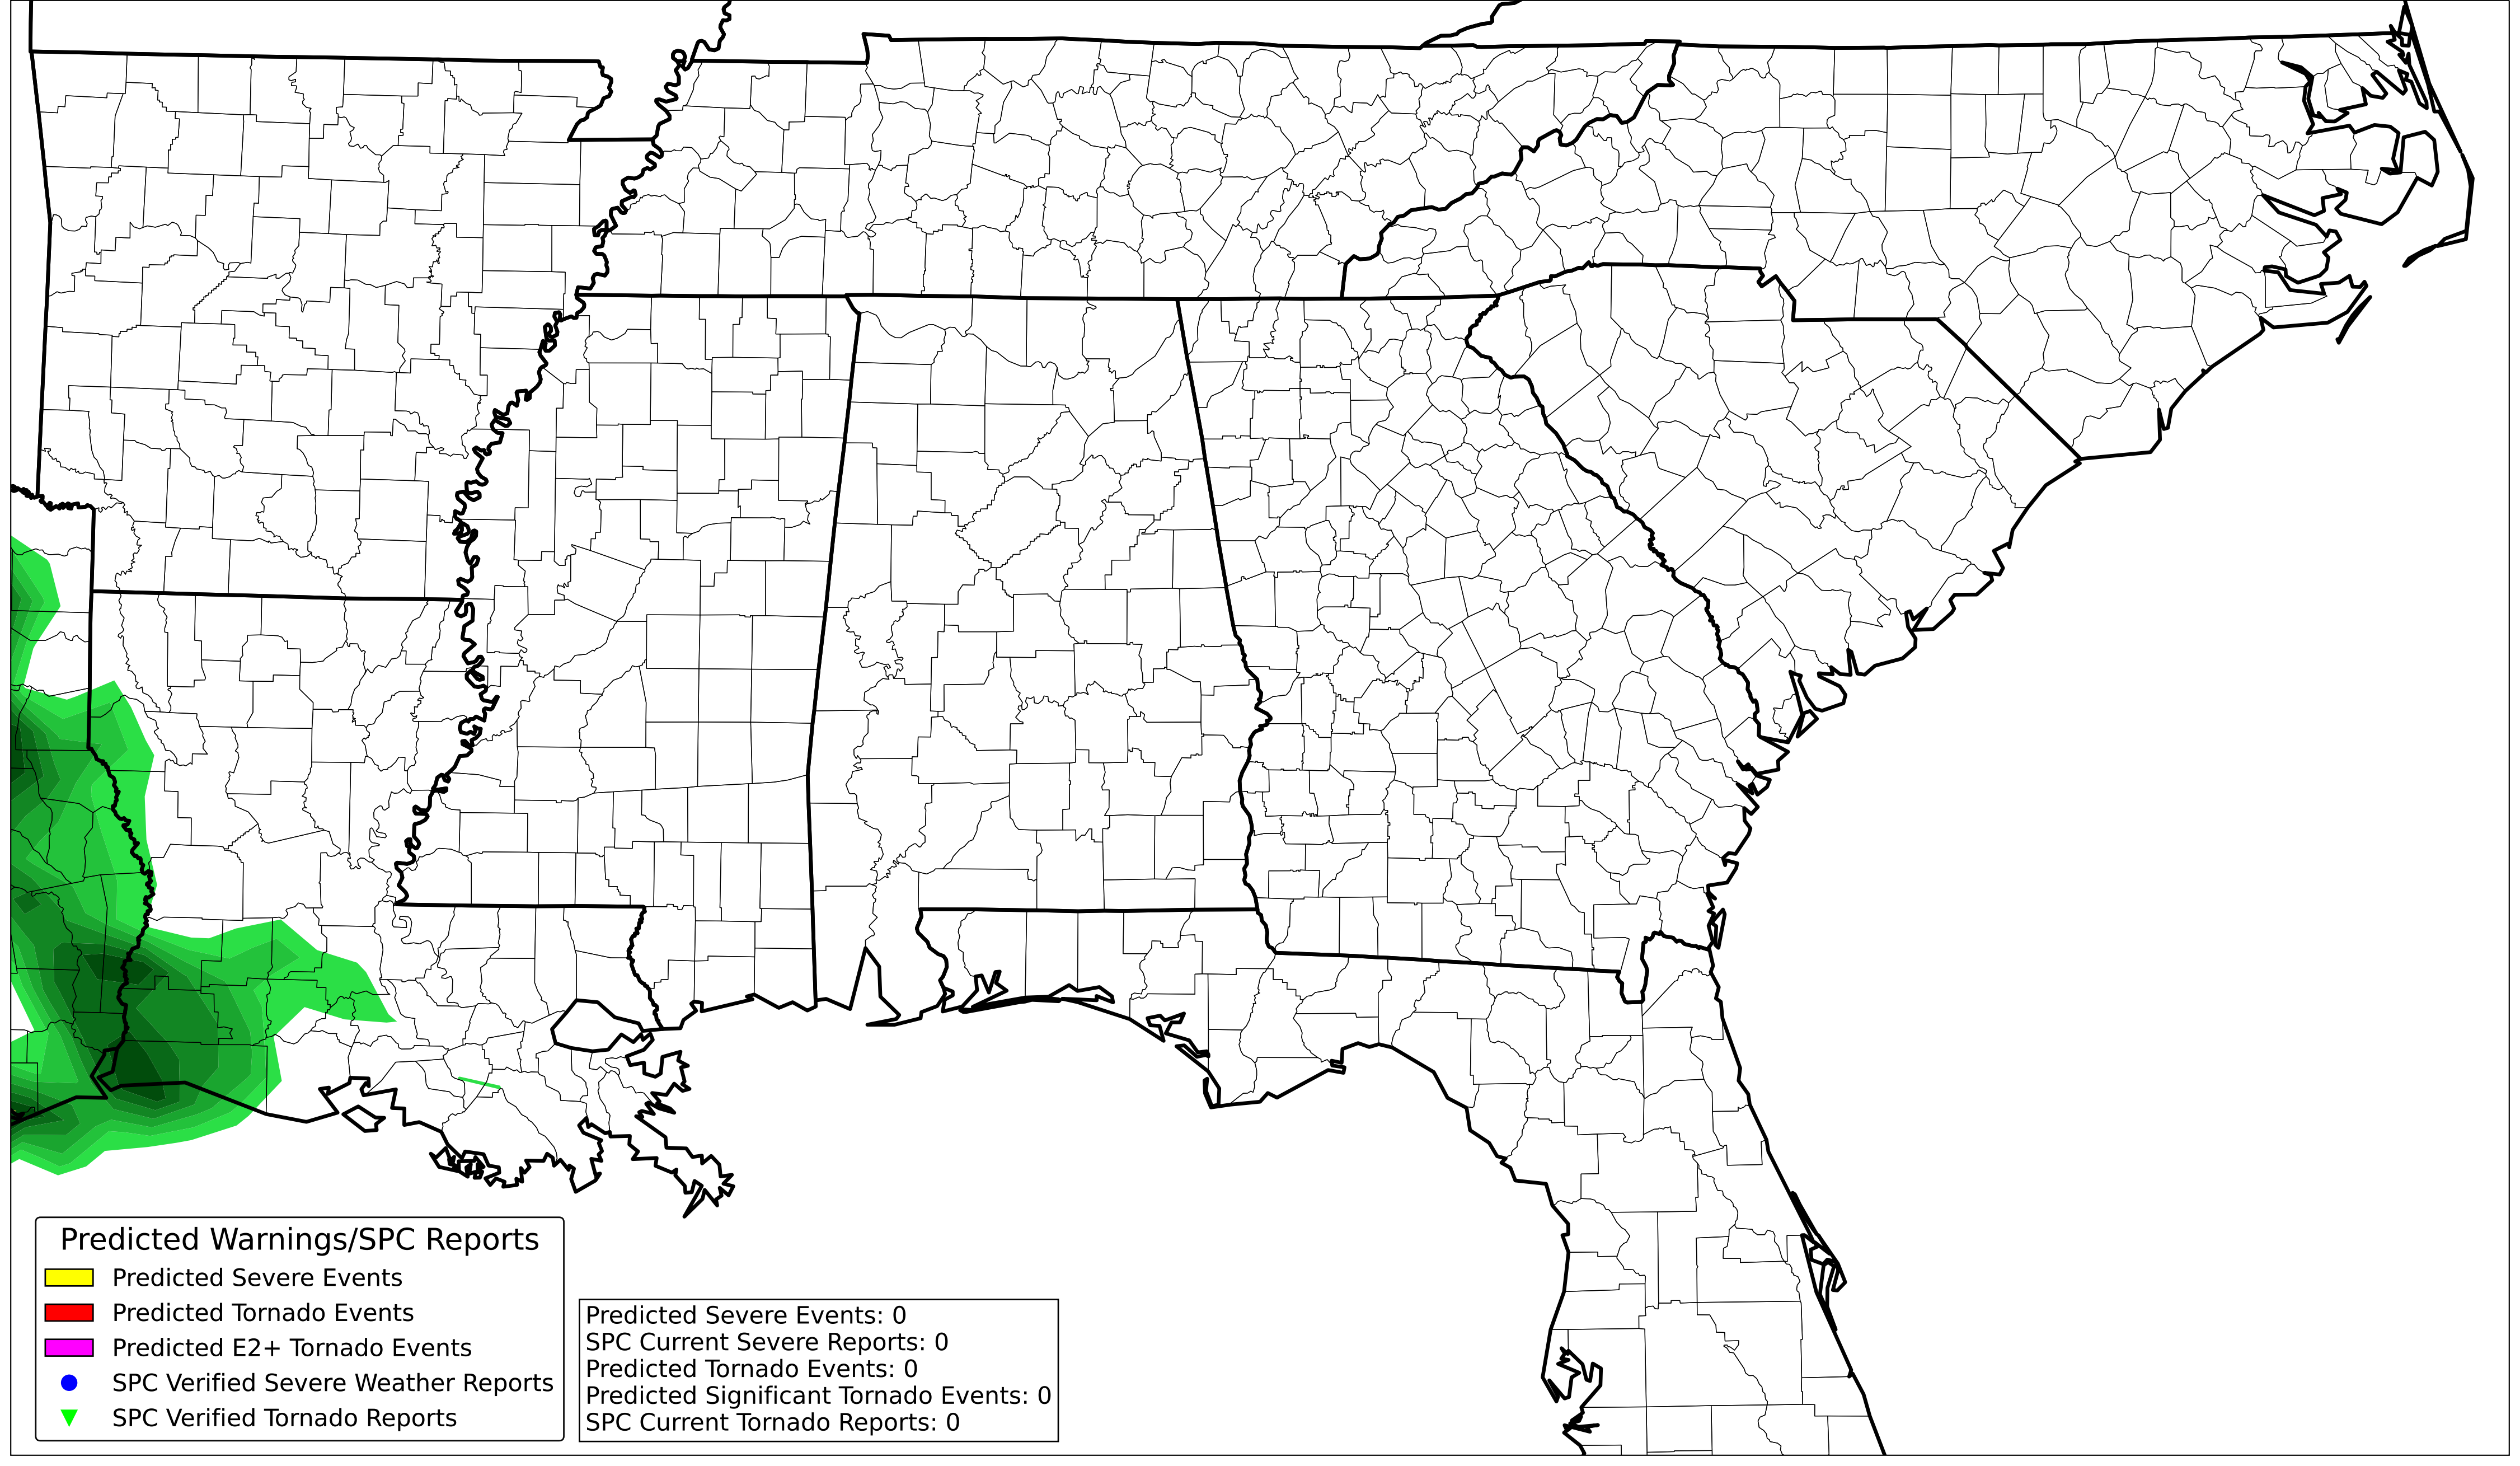 Predicted Warnings/SPC Reports
Predicted Severe Events
Predicted Tornado Events
Predicted E2+ Tornado Events
SPC Verified Severe Weather Reports
SPC Verified Tornado Reports
Predicted Severe Events: 0
SPC Current Severe Reports: 0
Predicted Tornado Events: 0
Predicted Significant Tornado Events: 0
SPC Current Tornado Reports: 0